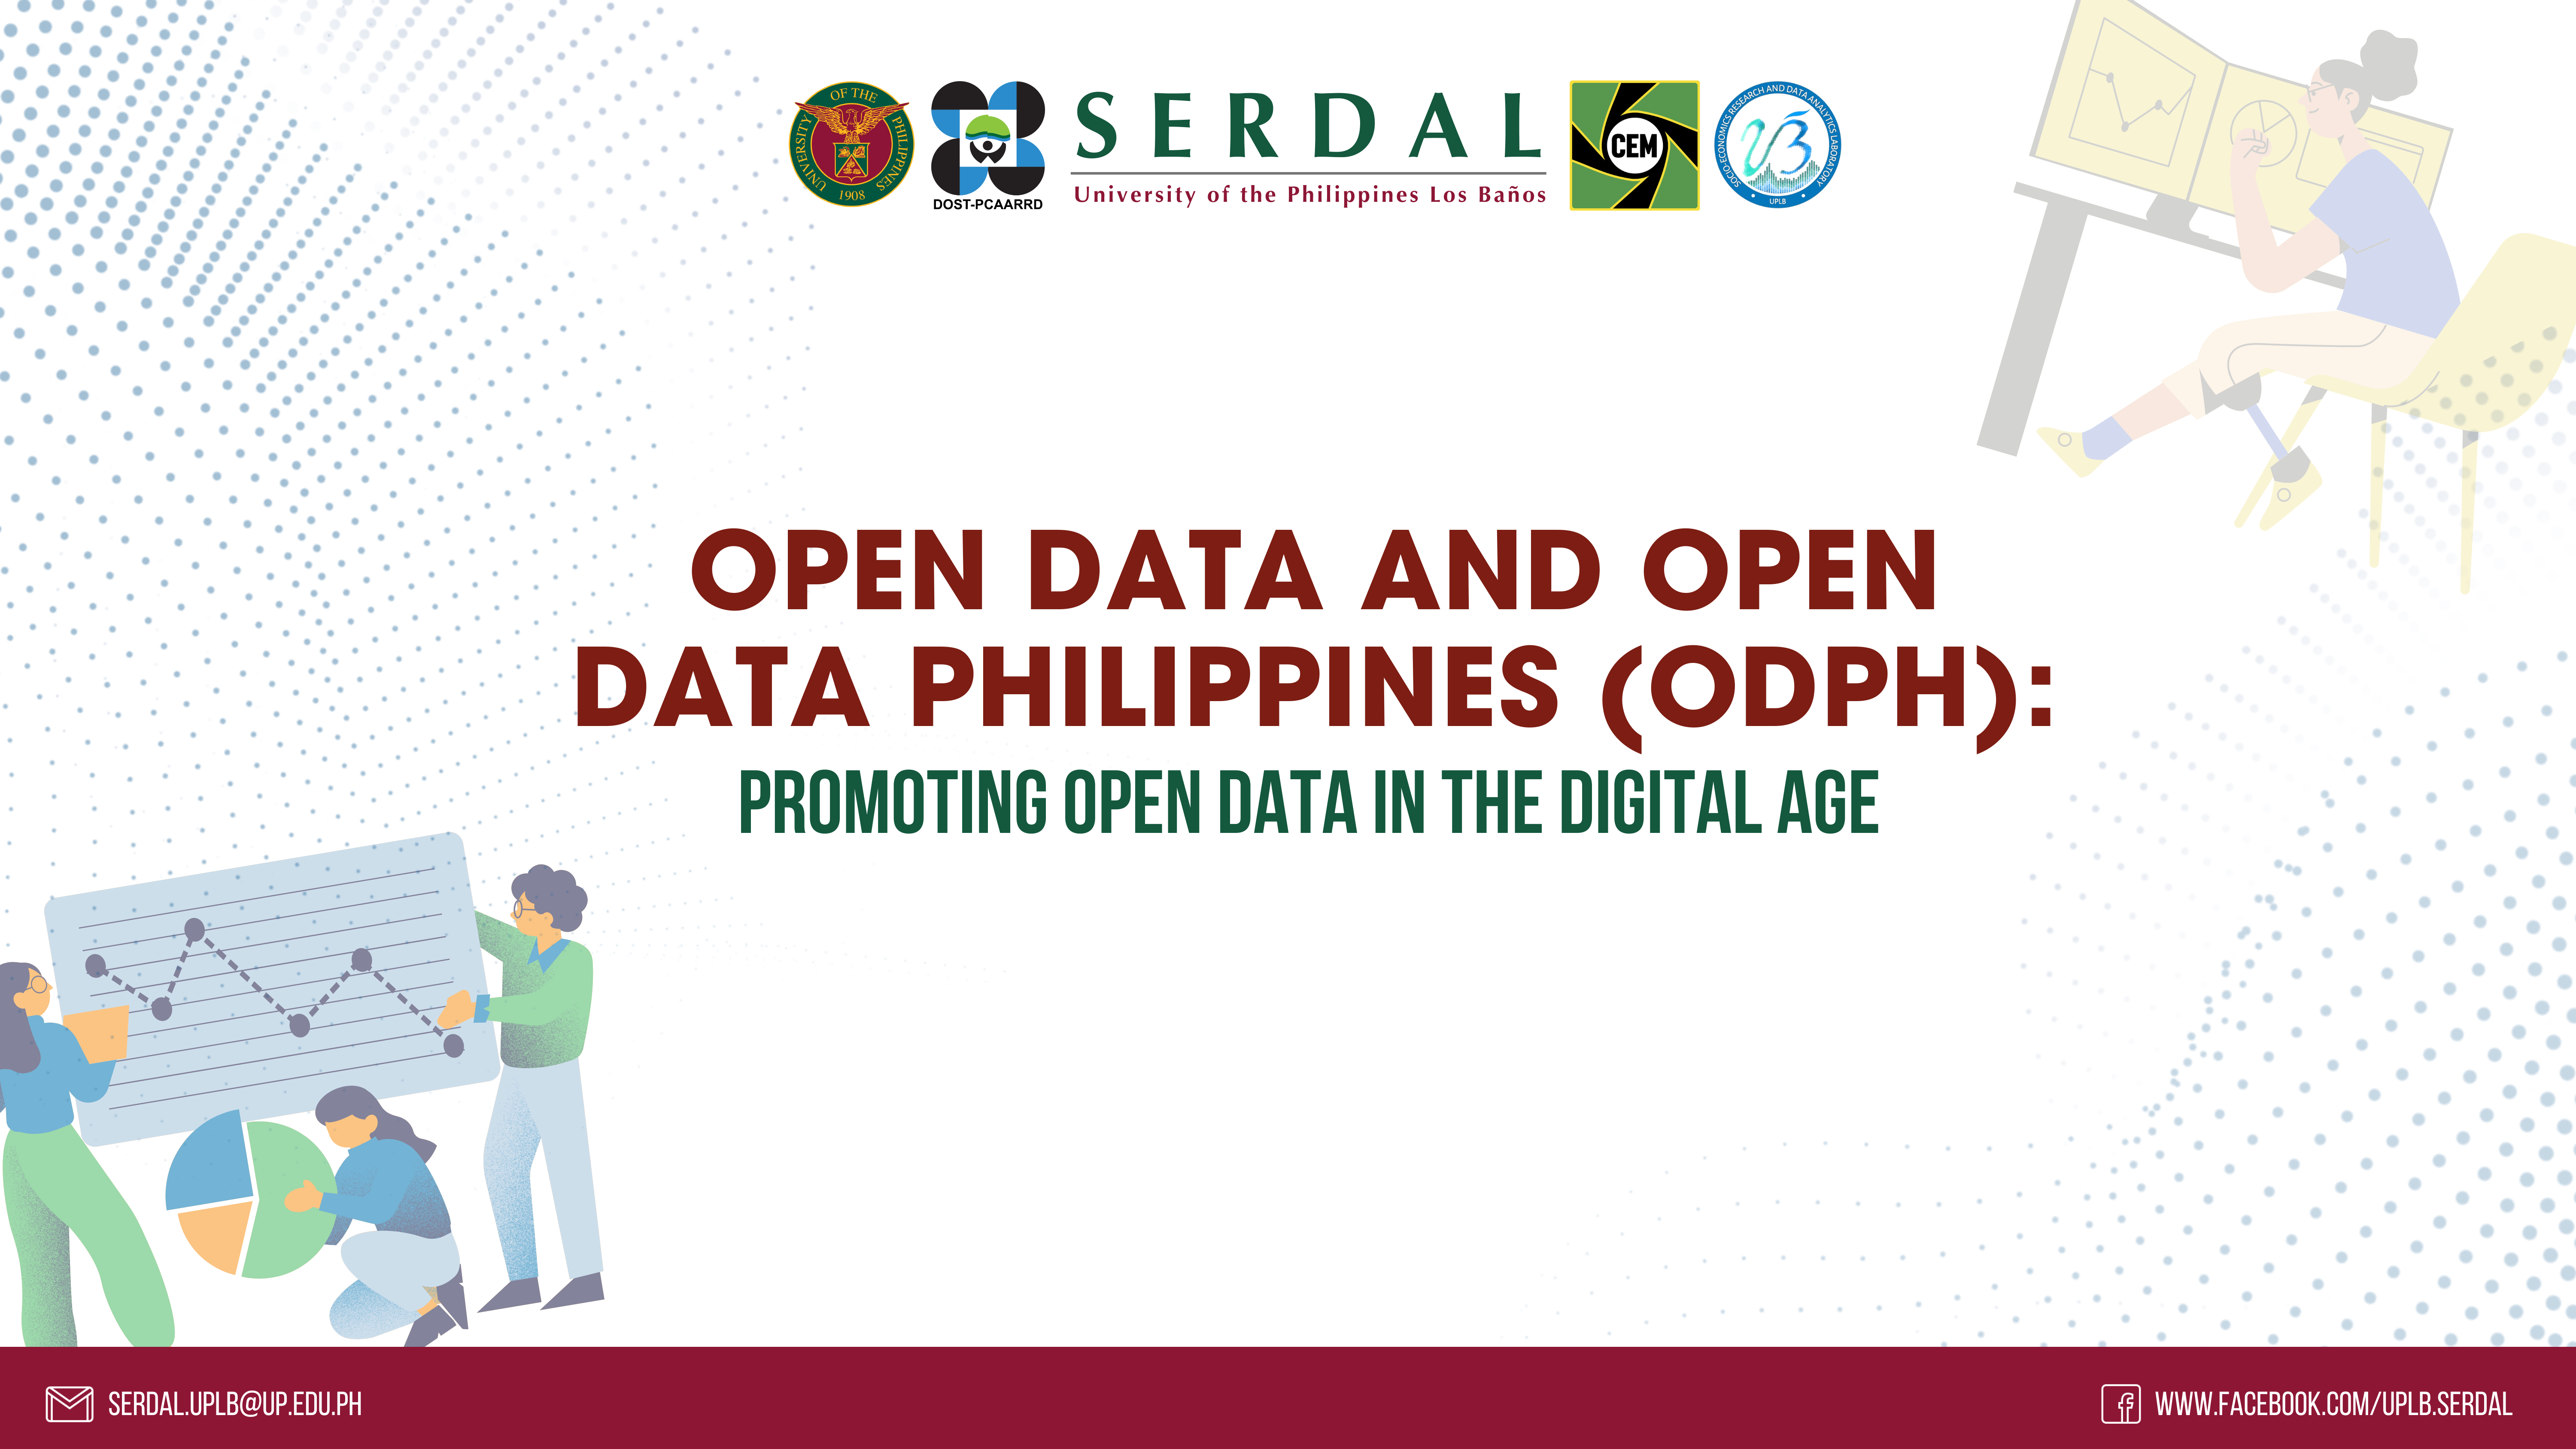 UNIVERSITY OF THE PHILIPPINES
1908
DOST-PCAARRD
SERDAL
University of the Philippines Los Baños
CEM
SOCIO-ECONOMICS RESEARCH AND DATA ANALYTICS LABORATORY
UPLB
OPEN DATA AND OPEN
DATA PHILIPPINES (ODPH):
PROMOTING OPEN DATA IN THE DIGITAL AGE
SERDAL.UPLB@UP.EDU.PH
WWW.FACEBOOK.COM/UPLB.SERDAL